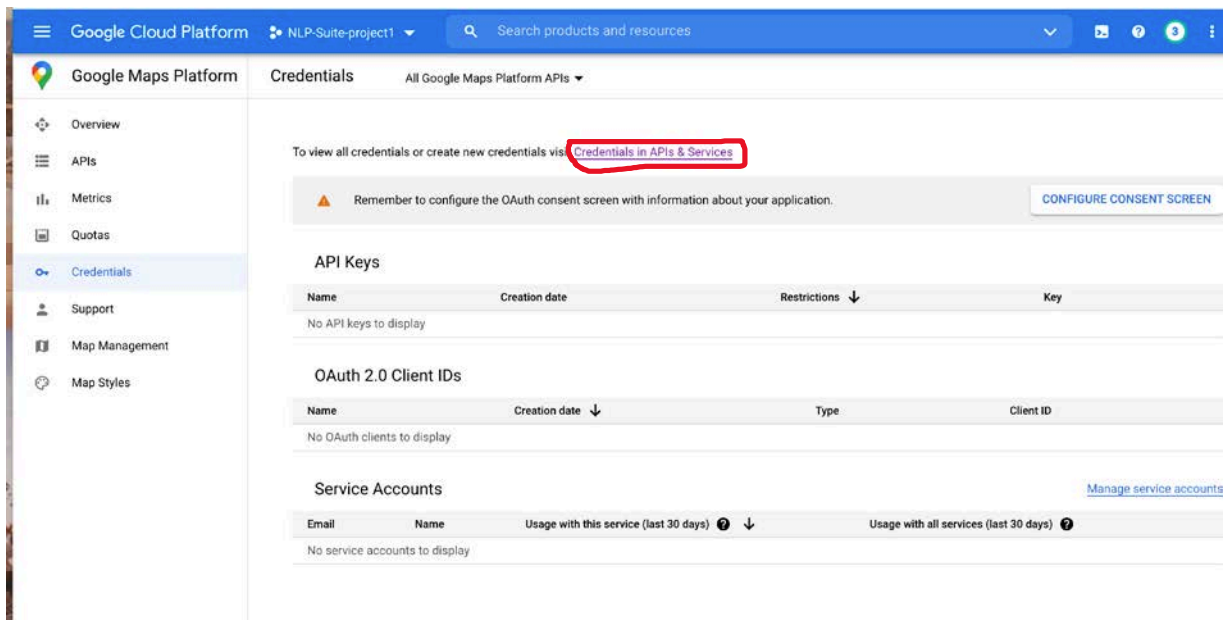 Google Cloud Platform NLP-Suite-project1 Search products and resources 3
Google Maps Platform Credentials All Google Maps Platform APIs
Overview
To view all credentials or create new credentials vis Credentials in APIs & Services
APIs
Metrics Remember to configure the OAuth consent screen with information about your application. CONFIGURE CONSENT SCREEN
Quotas
API Keys
Credentials
Name Creation date Restrictions Key
Support
No API keys to display
Map Management
OAuth 2.0 Client IDs
Map Styles
Name Creation date Type Client ID
No OAuth clients to display
Service Accounts Manage service accounts
Email Name Usage with this service (last 30 days) Usage with all services (last 30 days)
No service accounts to display